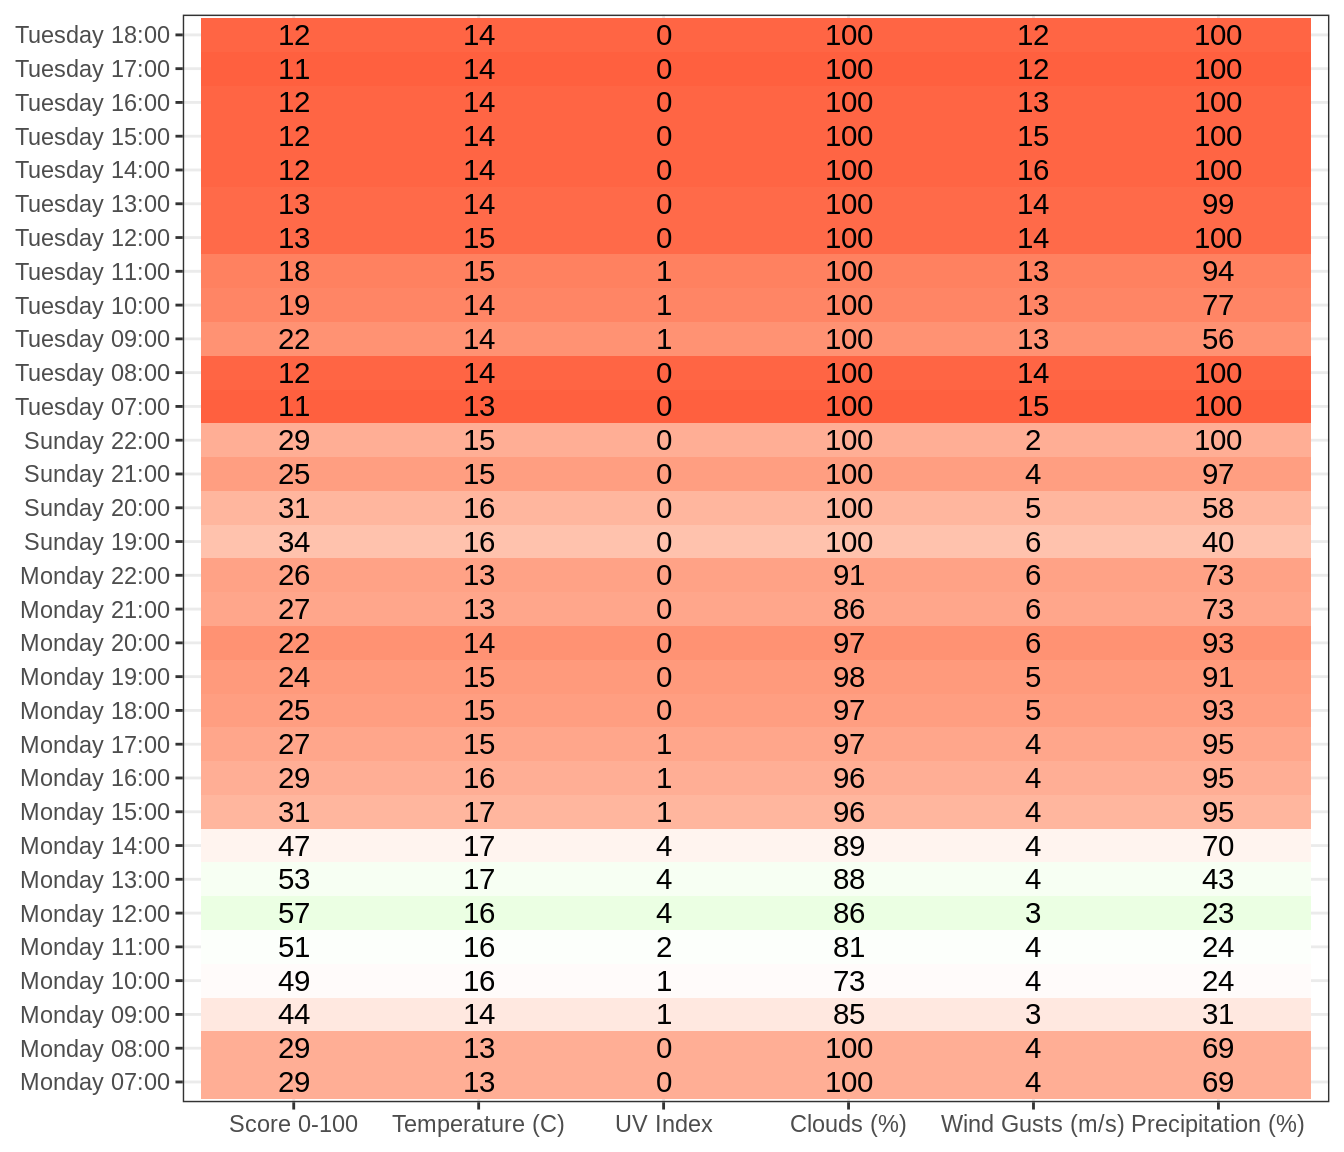 Tuesday 18:00 12 14 0 100 12 100
Tuesday 17:00 11 14 0 100 12 100
Tuesday 16:00 12 14 0 100 13 100
Tuesday 15:00 12 14 0 100 15 100
Tuesday 14:00 12 14 0 100 16 100
Tuesday 13:00 13 14 0 100 14 99
Tuesday 12:00 13 15 0 100 14 100
Tuesday 11:00 18 15 1 100 13 94
Tuesday 10:00 19 14 1 100 13 77
Tuesday 09:00 22 14 1 100 13 56
Tuesday 08:00 12 14 0 100 14 100
Tuesday 07:00 11 13 0 100 15 100
Sunday 22:00 29 15 0 100 2 100
Sunday 21:00 25 15 0 100 4 97
Sunday 20:00 31 16 0 100 5 58
Sunday 19:00 34 16 0 100 6 40
Monday 22:00 26 13 0 91 6 73
Monday 21:00 27 13 0 86 6 73
Monday 20:00 22 14 0 97 6 93
Monday 19:00 24 15 0 98 5 91
Monday 18:00 25 15 0 97 5 93
Monday 17:00 27 15 1 97 4 95
Monday 16:00 29 16 1 96 4 95
Monday 15:00 31 17 1 96 4 95
Monday 14:00 47 17 4 89 4 70
Monday 13:00 53 17 4 88 4 43
Monday 12:00 57 16 4 86 3 23
Monday 11:00 51 16 2 81 4 24
Monday 10:00 49 16 1 73 4 24
Monday 09:00 44 14 1 85 3 31
Monday 08:00 29 13 0 100 4 69
Monday 07:00 29 13 0 100 4 69
Score 0-100 Temperature (C) UV Index Clouds (%) Wind Gusts (m/s) Precipitation (%)